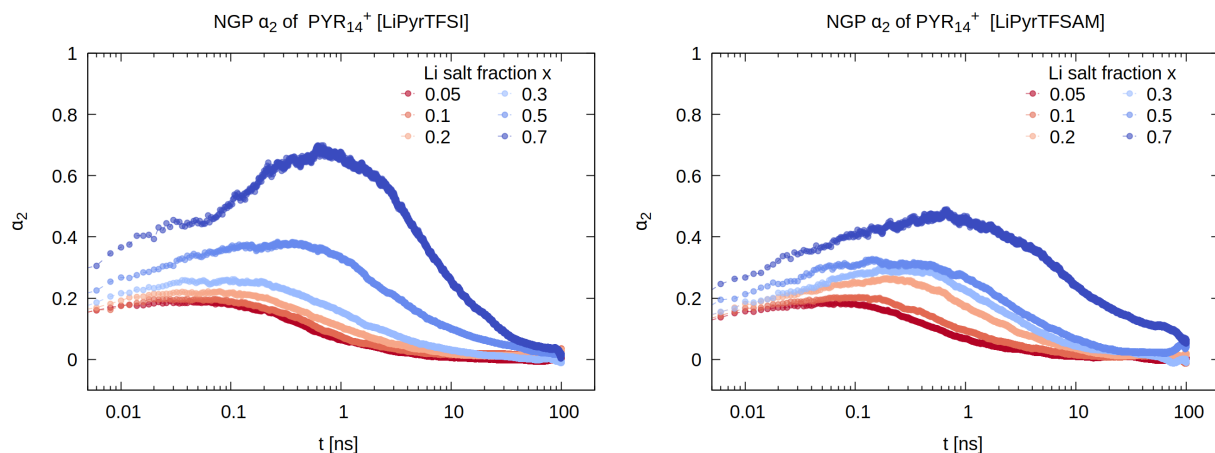 NGP α₂ of PYR₁₄⁺ [LiPyrTFSI]
1
0.8
0.6
0.4
0.2
0
α₂
Li salt fraction x
0.05 0.3
0.1 0.5
0.2 0.7
0.01 0.1 1 10 100
t [ns]
NGP α₂ of PYR₁₄⁺ [LiPyrTFSAM]
1
0.8
0.6
0.4
0.2
0
α₂
Li salt fraction x
0.05 0.3
0.1 0.5
0.2 0.7
0.01 0.1 1 10 100
t [ns]